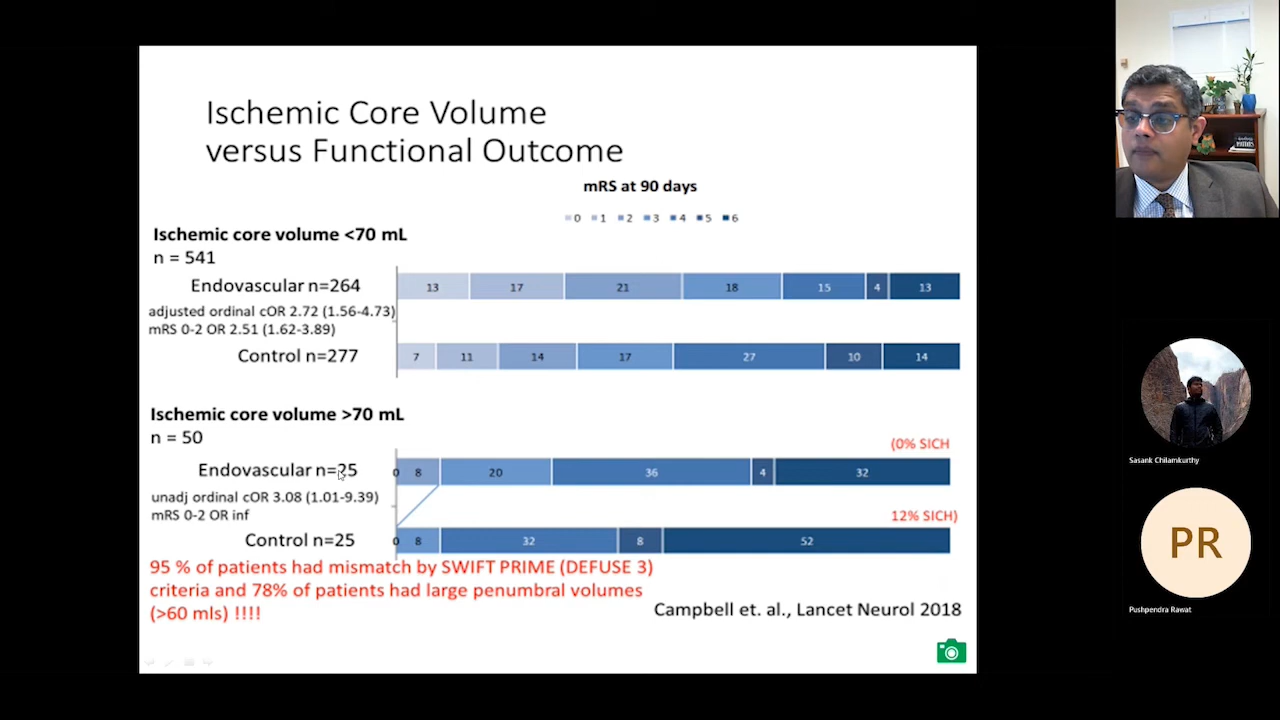 Ischemic Core Volume
versus Functional Outcome
mRS at 90 days
0 1 2 3 4 5 6
Ischemic core volume <70 mL
n = 541
Endovascular n=264
13 17 21 18 15 4 13
adjusted ordinal cOR 2.72 (1.56-4.73)
mRS 0-2 OR 2.51 (1.62-3.89)
Control n=277
7 11 14 17 27 10 14
Ischemic core volume >70 mL
n = 50
(0% SICH
Endovascular n=25
0 8 20 36 4 32
unadj ordinal cOR 3.08 (1.01-9.39)
mRS 0-2 OR inf
12% SICH)
Control n=25
0 8 32 8 52
95 % of patients had mismatch by SWIFT PRIME (DEFUSE 3)
criteria and 78% of patients had large penumbral volumes
(>60 mls) !!!!
Campbell et. al., Lancet Neurol 2018
Sasank Chilamkurthy
PR
Pushpendra Rawat